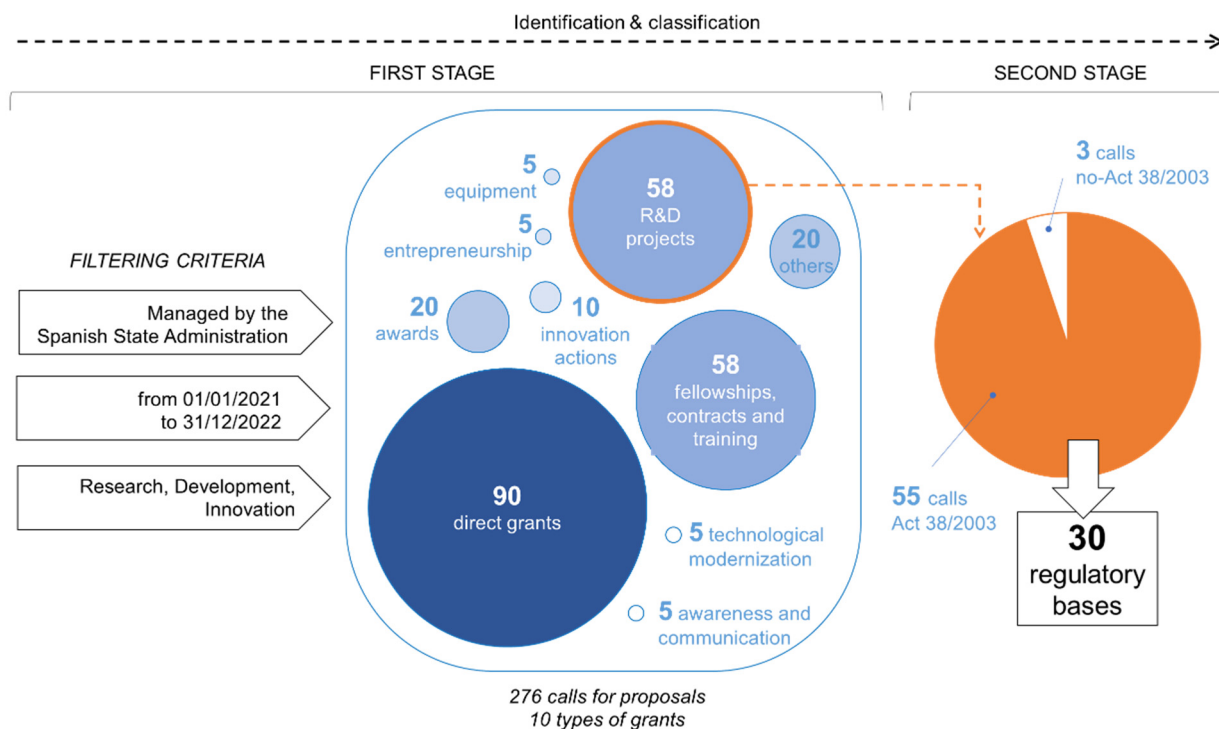 Identification & classification
FIRST STAGE
SECOND STAGE
FILTERING CRITERIA
Managed by the
Spanish State Administration
from 01/01/2021
to 31/12/2022
Research, Development,
Innovation
5
equipment
5
entrepreneurship
58
R&D
projects
20
others
20
awards
10
innovation
actions
58
fellowships,
contracts and
training
90
direct grants
5 technological
modernization
5 awareness and
communication
276 calls for proposals
10 types of grants
3 calls
no-Act 38/2003
55 calls
Act 38/2003
30
regulatory
bases